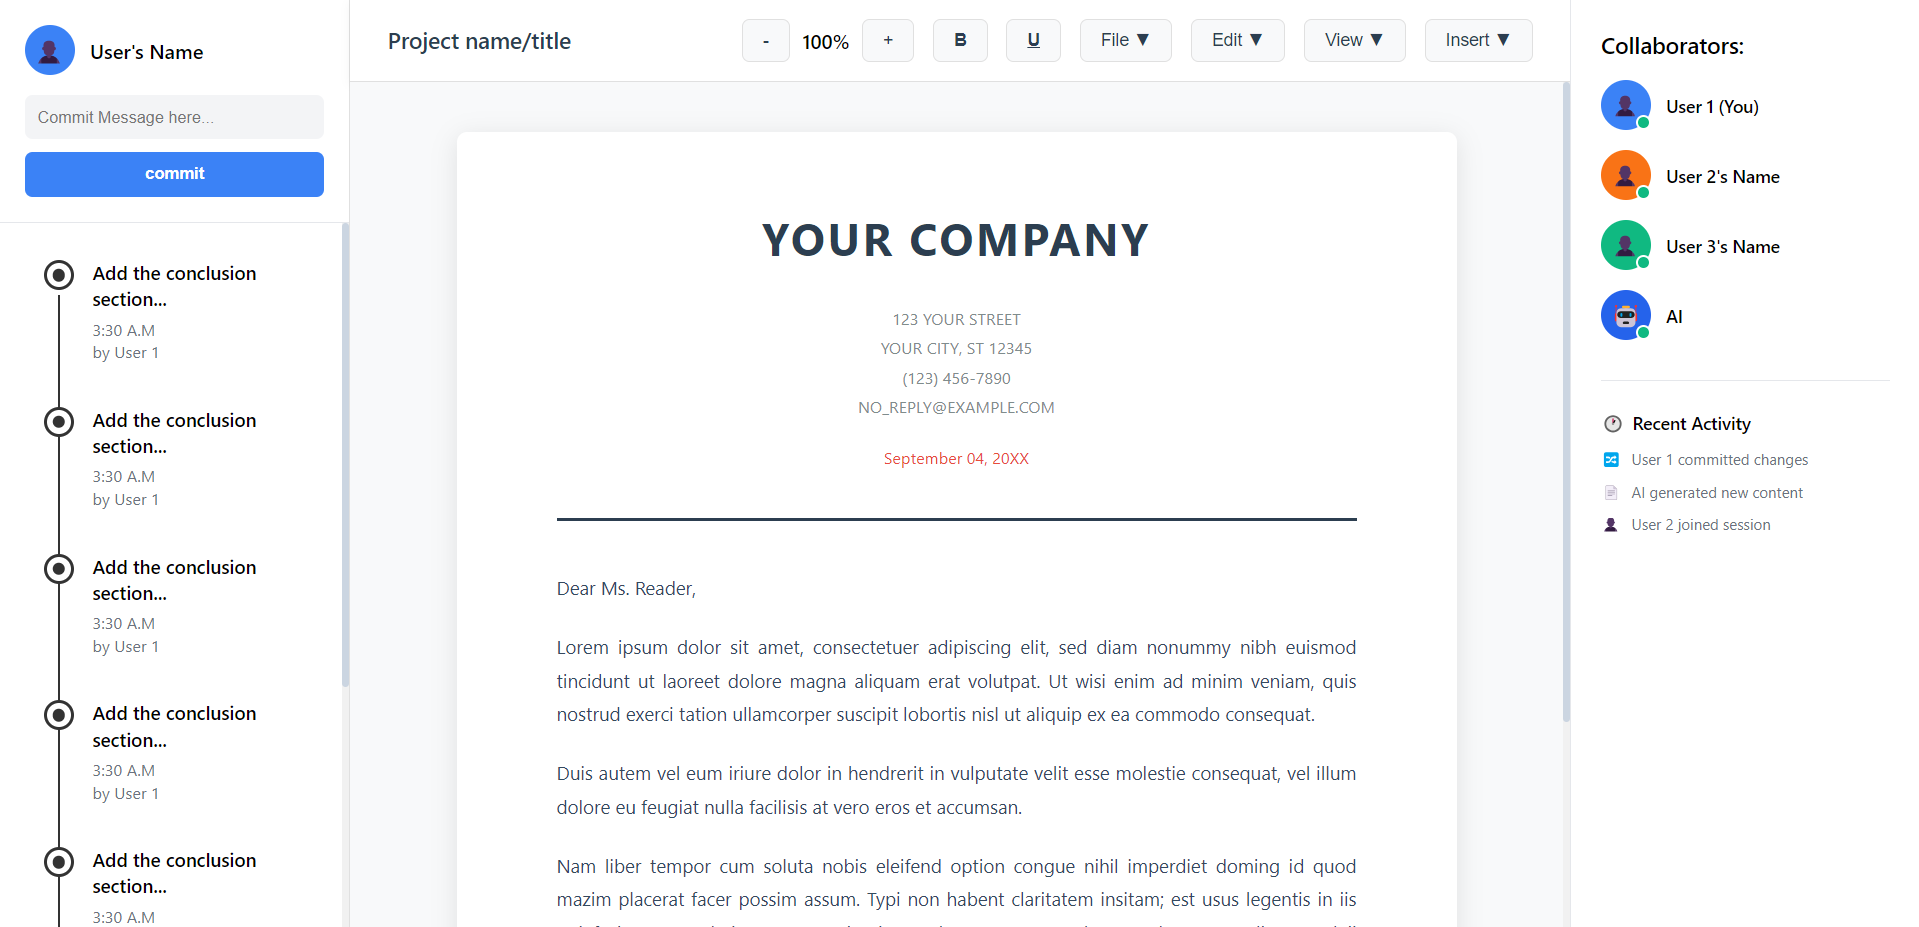 User's Name
Commit Message here...
commit
Add the conclusion
section...
3:30 A.M
by User 1
Add the conclusion
section...
3:30 A.M
by User 1
Add the conclusion
section...
3:30 A.M
by User 1
Add the conclusion
section...
3:30 A.M
by User 1
Add the conclusion
section...
3:30 A.M
Project name/title
- 100% + B U File ▼ Edit ▼ View ▼ Insert ▼
YOUR COMPANY
123 YOUR STREET
YOUR CITY, ST 12345
(123) 456-7890
NO_REPLY@EXAMPLE.COM
September 04, 20XX
Dear Ms. Reader,
Lorem ipsum dolor sit amet, consectetuer adipiscing elit, sed diam nonummy nibh euismod
tincidunt ut laoreet dolore magna aliquam erat volutpat. Ut wisi enim ad minim veniam, quis
nostrud exerci tation ullamcorper suscipit lobortis nisl ut aliquip ex ea commodo consequat.
Duis autem vel eum iriure dolor in hendrerit in vulputate velit esse molestie consequat, vel illum
dolore eu feugiat nulla facilisis at vero eros et accumsan.
Nam liber tempor cum soluta nobis eleifend option congue nihil imperdiet doming id quod
mazim placerat facer possim assum. Typi non habent claritatem insitam; est usus legentis in iis
Collaborators:
User 1 (You)
User 2's Name
User 3's Name
AI
Recent Activity
User 1 committed changes
AI generated new content
User 2 joined session